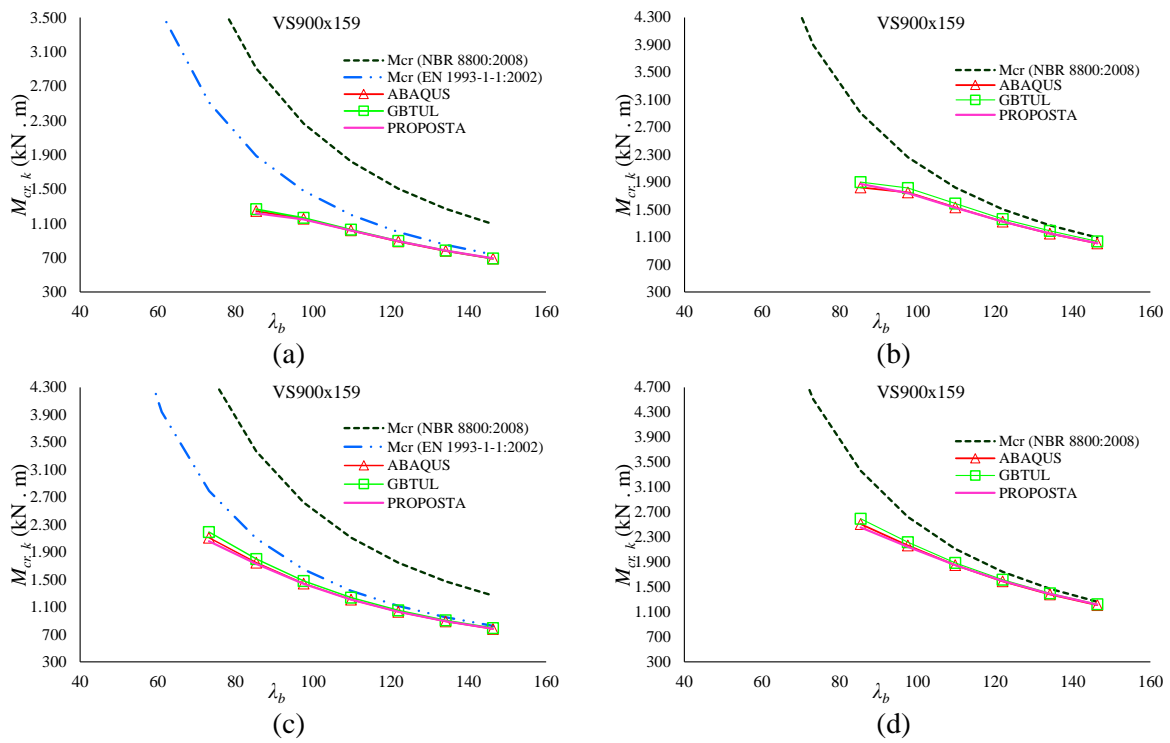 VS900x159
3.500
3.100
2.700
2.300
1.900
1.500
1.100
700
300
M_cr_k (kN . m)
Mcr (NBR 8800:2008)
Mcr (EN 1993-1-1:2002)
ABAQUS
GBTUL
PROPOSTA
40 60 80 100 120 140 160
λ_b
(a)
VS900x159
4.300
3.900
3.500
3.100
2.700
2.300
1.900
1.500
1.100
700
300
M_cr_k (kN . m)
Mcr (NBR 8800:2008)
ABAQUS
GBTUL
PROPOSTA
40 60 80 100 120 140 160
λ_b
(b)
VS900x159
4.300
3.900
3.500
3.100
2.700
2.300
1.900
1.500
1.100
700
300
M_cr_k (kN . m)
Mcr (NBR 8800:2008)
Mcr (EN 1993-1-1:2002)
ABAQUS
GBTUL
PROPOSTA
40 60 80 100 120 140 160
λ_b
(c)
VS900x159
4.700
4.300
3.900
3.500
3.100
2.700
2.300
1.900
1.500
1.100
700
300
M_cr_k (kN . m)
Mcr (NBR 8800:2008)
ABAQUS
GBTUL
PROPOSTA
40 60 80 100 120 140 160
λ_b
(d)